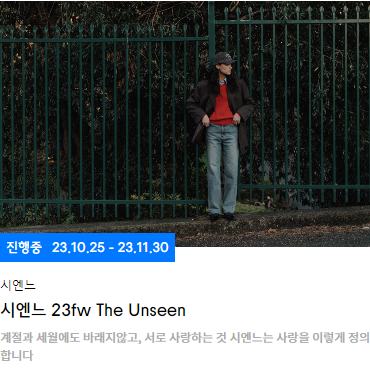 진행중 23.10.25 - 23.11.30
시엔느
시엔느 23fw The Unseen
계절과 세월에도 바래지않고, 서로 사랑하는 것 시엔느는 사랑을 이렇게 정의
합니다